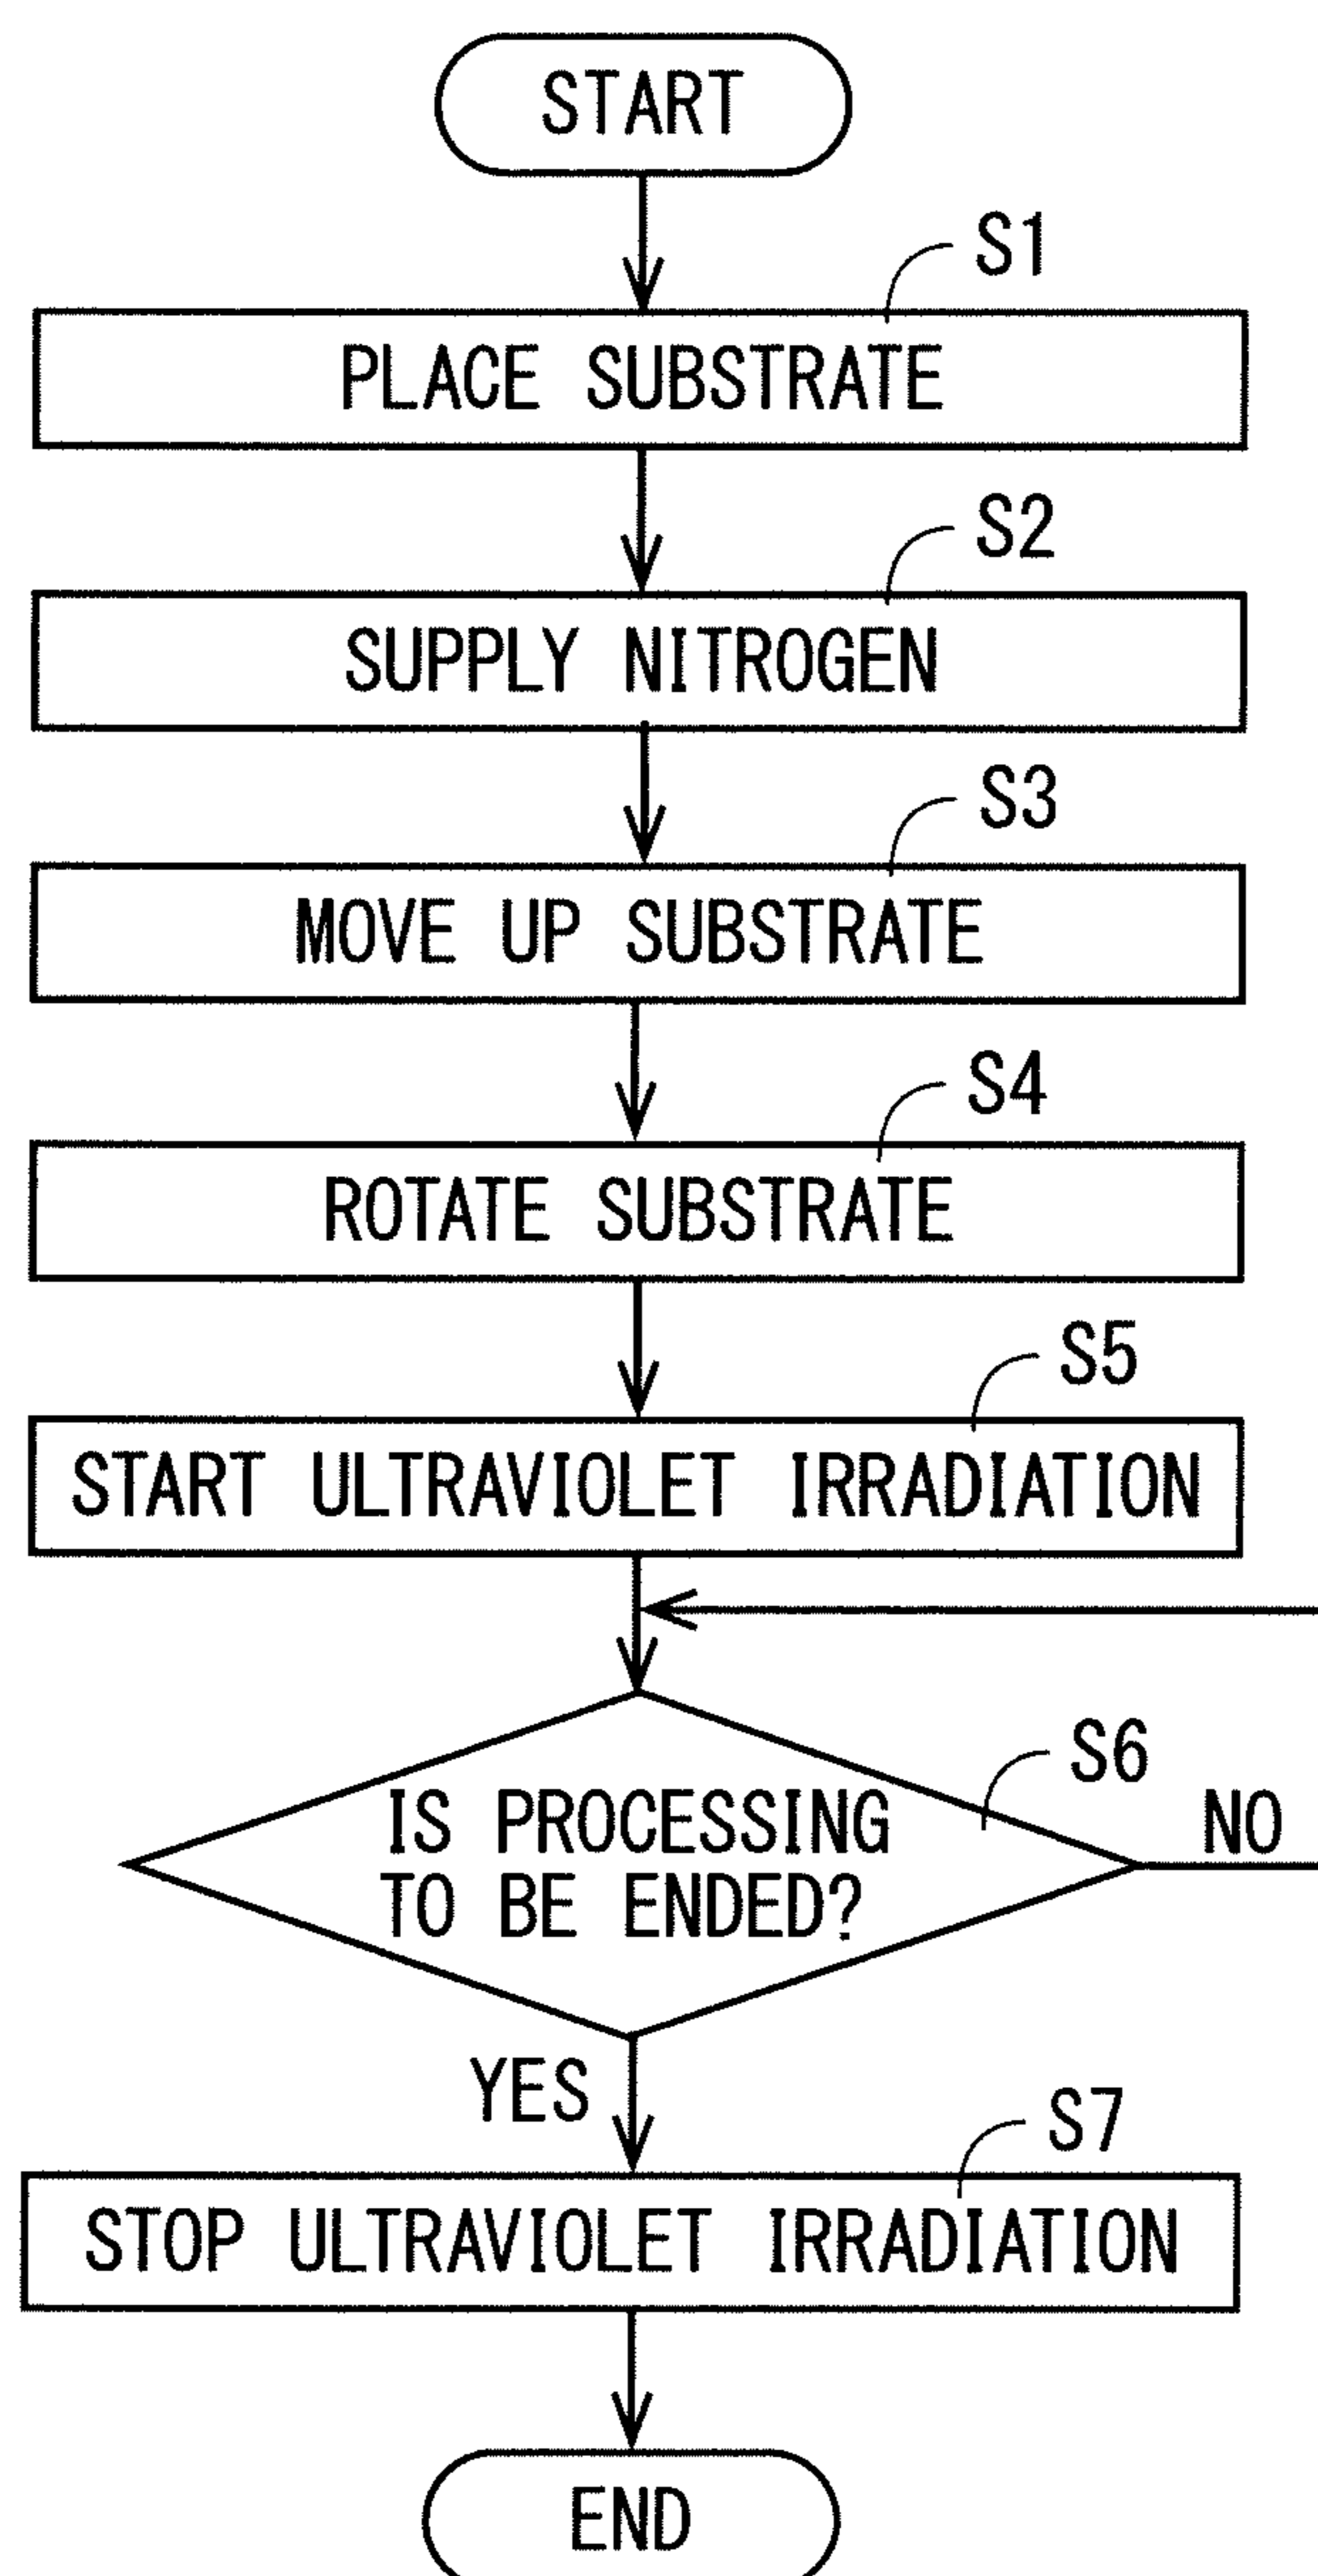 START
S1
PLACE SUBSTRATE
S2
SUPPLY NITROGEN
S3
MOVE UP SUBSTRATE
S4
ROTATE SUBSTRATE
S5
START ULTRAVIOLET IRRADIATION
S6
IS PROCESSING
TO BE ENDED?
NO
YES
S7
STOP ULTRAVIOLET IRRADIATION
END